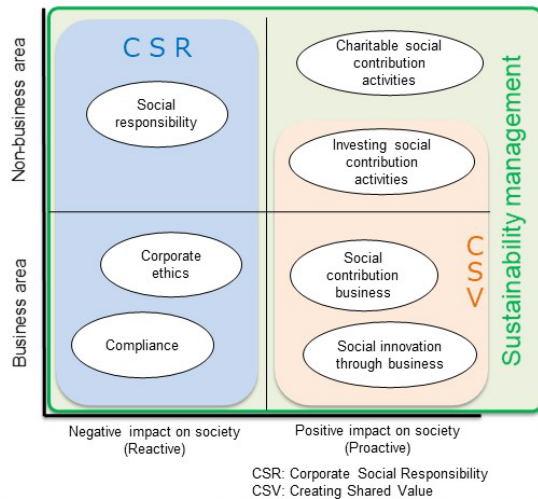 Non-business area
Business area
C S R
Social
responsibility
Corporate
ethics
Compliance
Charitable social
contribution
activities
Investing social
contribution
activities
Social
contribution
business
Social innovation
through business
C
S
V
Sustainability management
Negative impact on society
(Reactive)
Positive impact on society
(Proactive)
CSR: Corporate Social Responsibility
CSV: Creating Shared Value